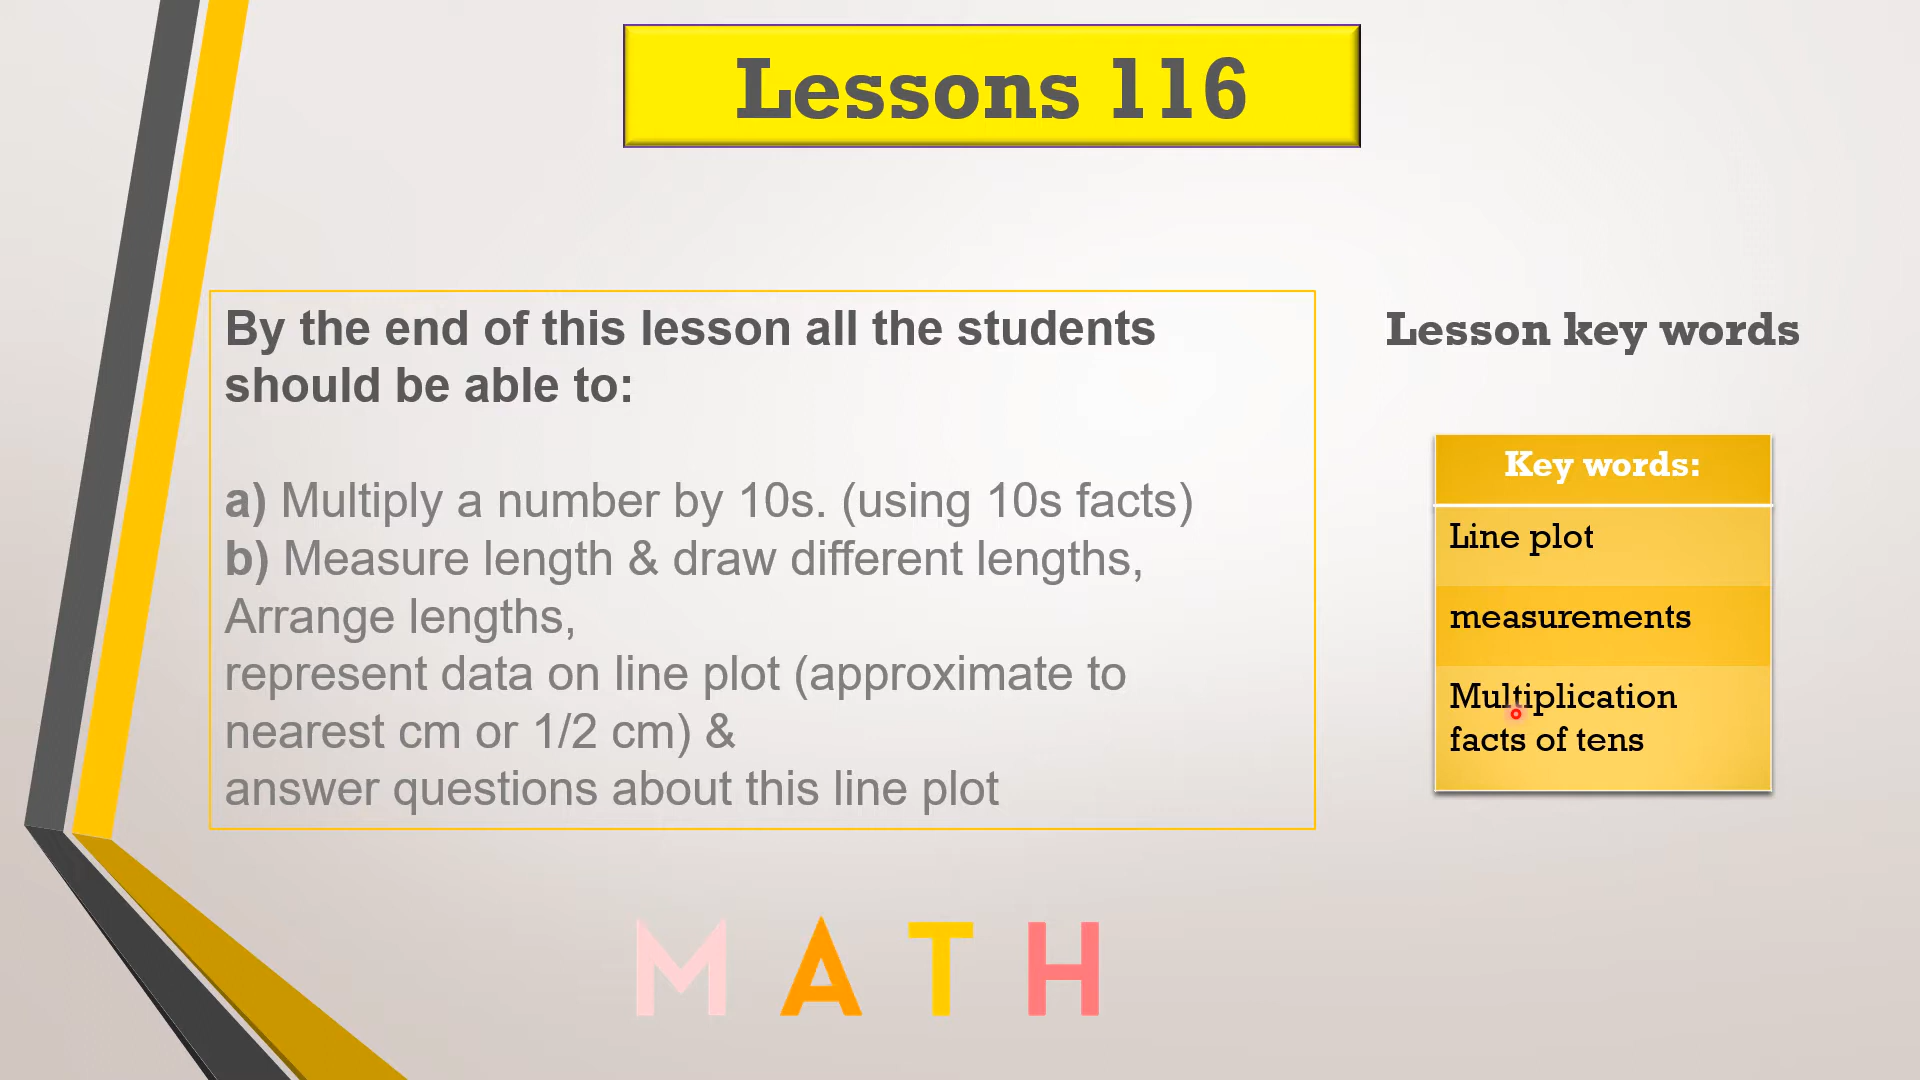 Lessons 116
By the end of this lesson all the students
should be able to:
a) Multiply a number by 10s. (using 10s facts)
b) Measure length & draw different lengths,
Arrange lengths,
represent data on line plot (approximate to
nearest cm or 1/2 cm) &
answer questions about this line plot
Lesson key words
Key words:
Line plot
measurements
Multiplication
facts of tens
MATH